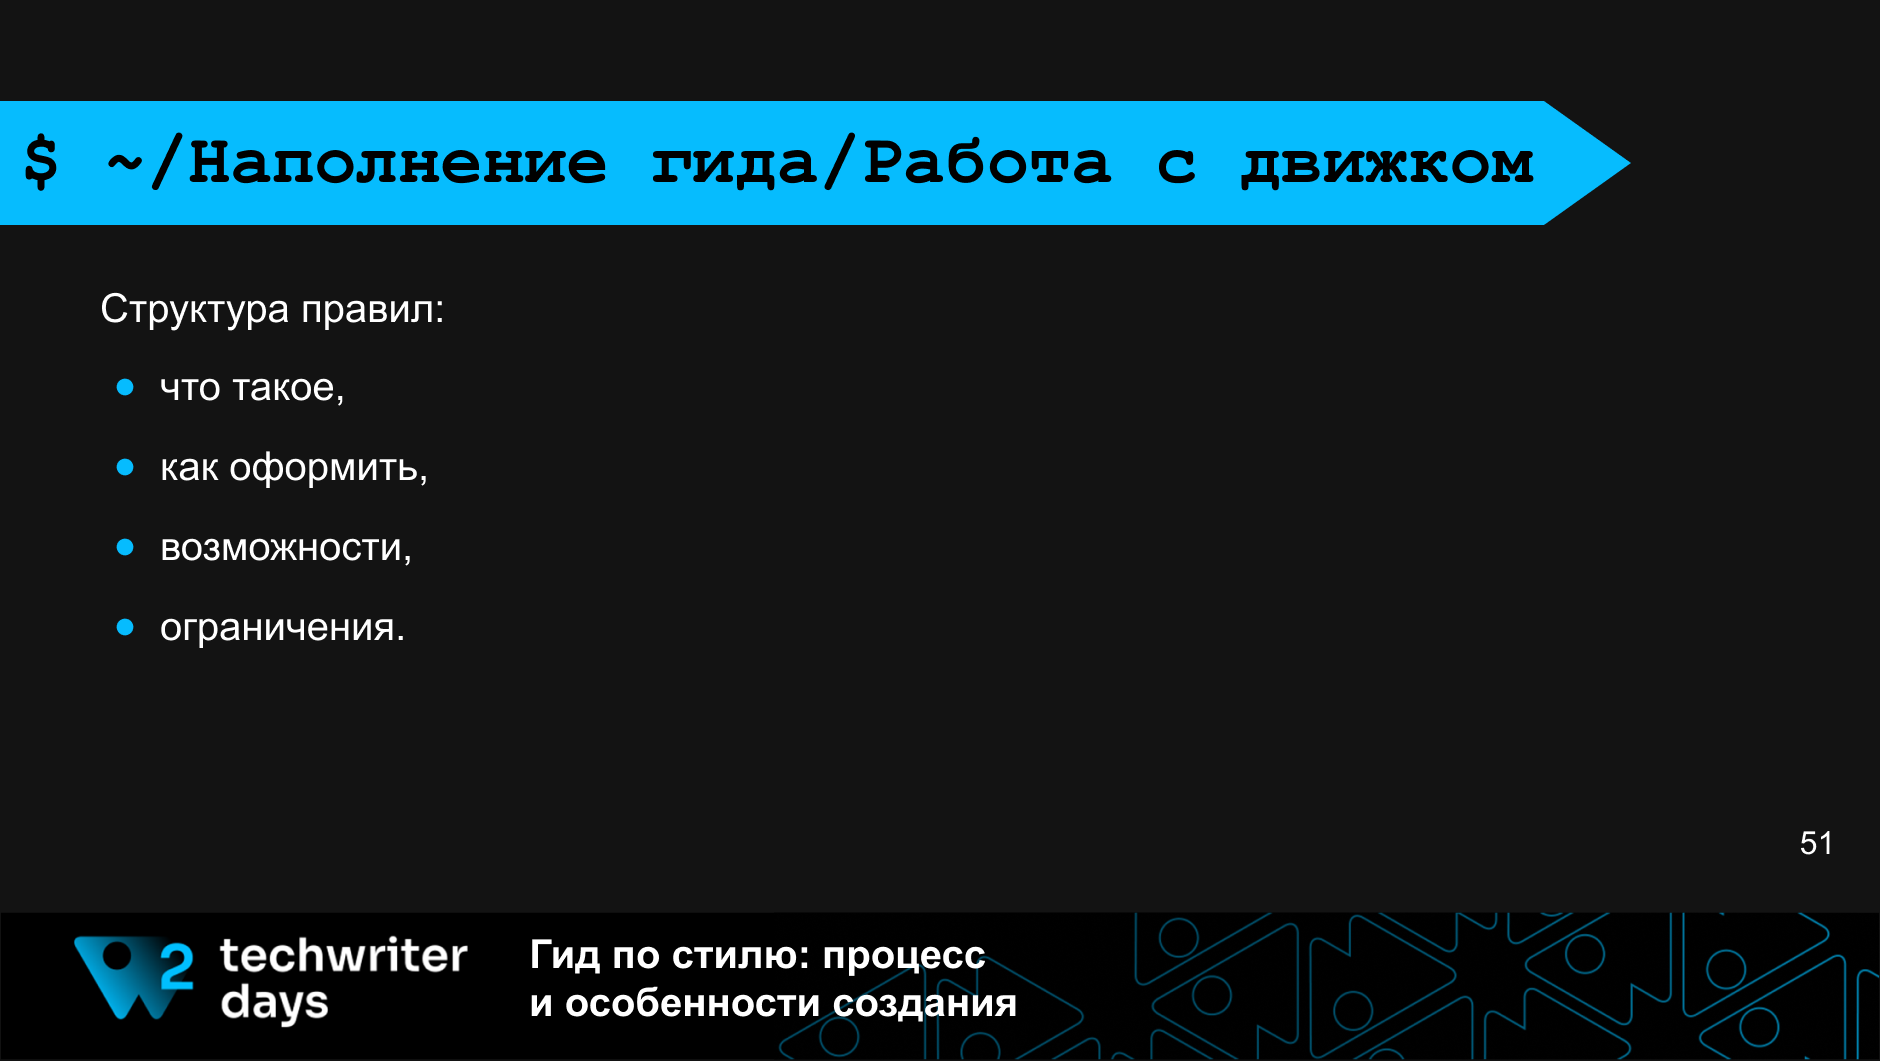 $ ~/Наполнение гида/Работа с движком
Структура правил:
что такое,
как оформить,
возможности,
ограничения.
51
2 techwriter
days
Гид по стилю: процесс
и особенности создания